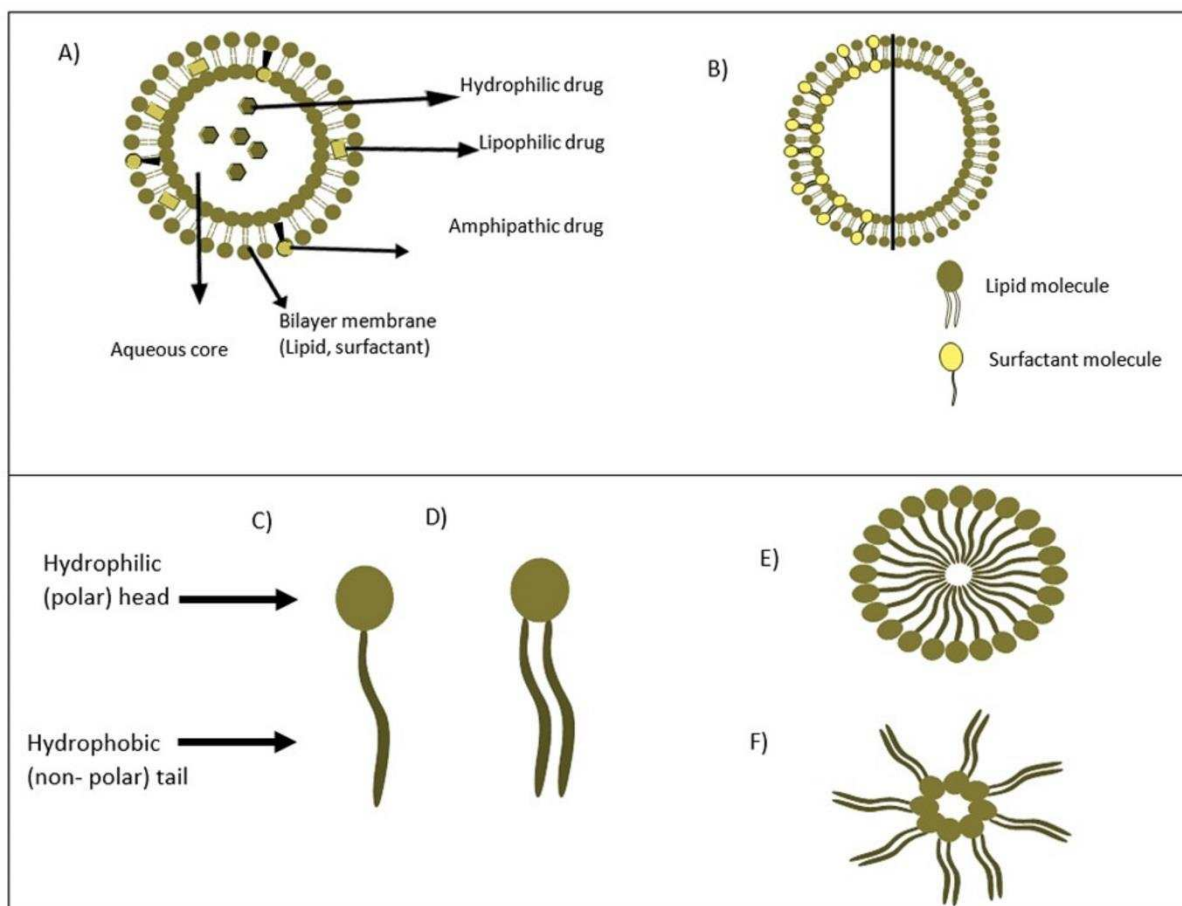 A)
Hydrophilic drug
Lipophilic drug
Amphipathic drug
Bilayer membrane
(Lipid, surfactant)
Aqueous core
B)
Lipid molecule
Surfactant molecule
C)
D)
Hydrophilic
(polar) head
Hydrophobic
(non- polar) tail
E)
F)